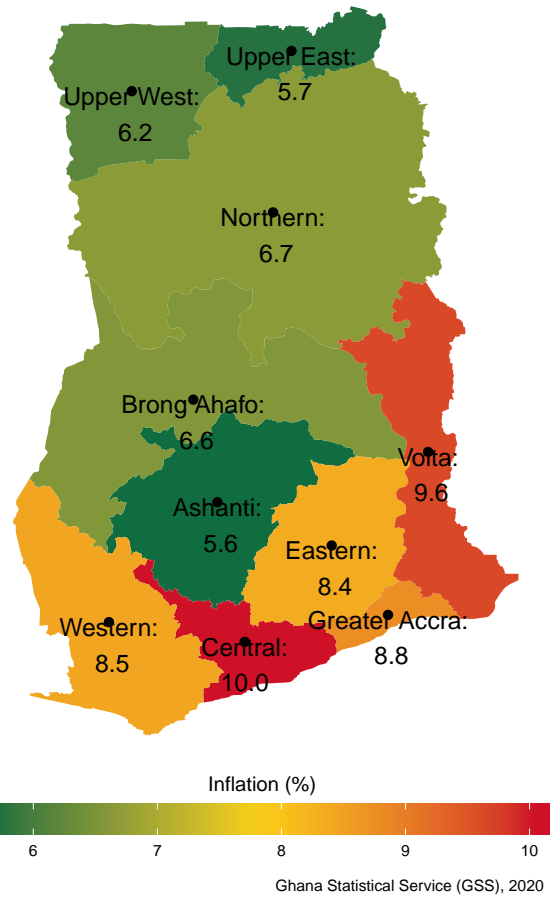 Upper East:
5.7
Upper West:
6.2
Northern:
6.7
Brong Ahafo:
6.6
Volta:
9.6
Ashanti:
5.6
Eastern:
8.4
Greater Accra:
8.8
Western:
8.5
Central:
10.0
Inflation (%)
6 7 8 9 10
Ghana Statistical Service (GSS), 2020